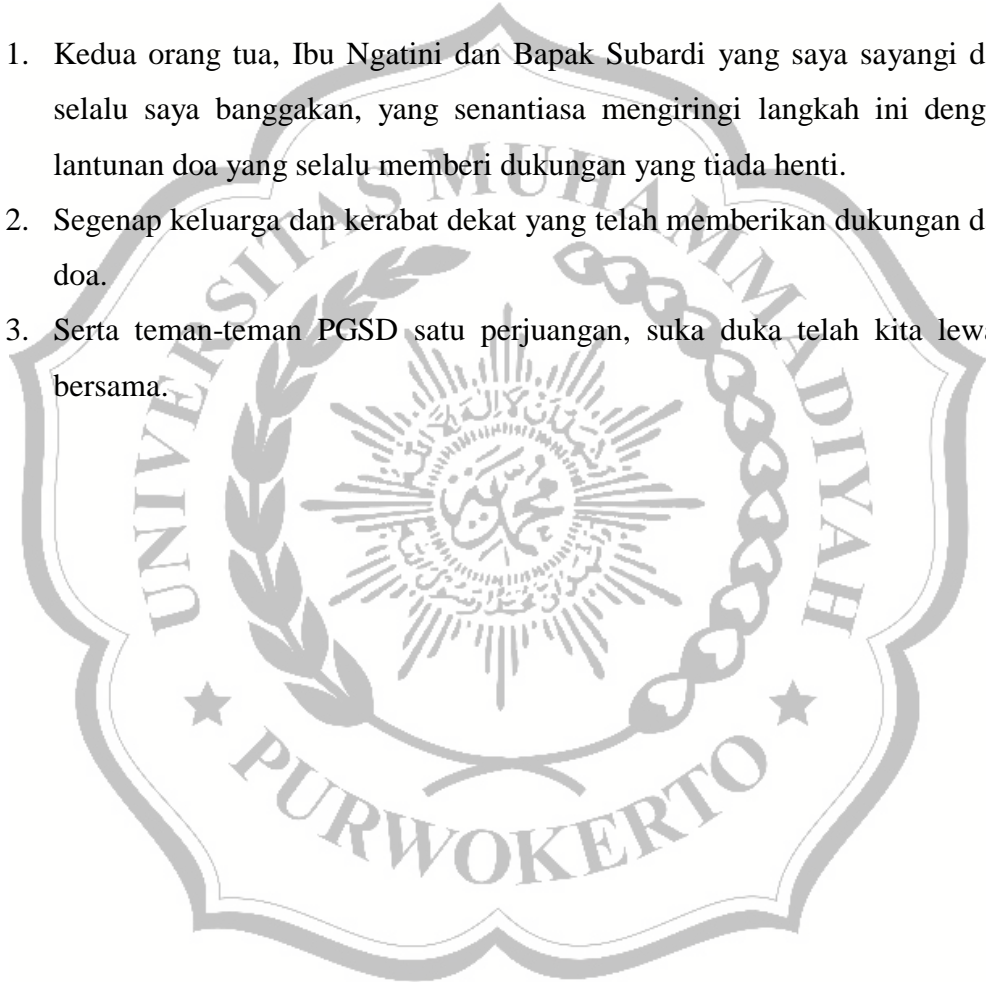 1. Kedua orang tua, Ibu Ngatini dan Bapak Subardi yang saya sayangi d
selalu saya banggakan, yang senantiasa mengiringi langkah ini deng
lantunan doa yang selalu memberi dukungan yang tiada henti.
2. Segenap keluarga dan kerabat dekat yang telah memberikan dukungan d
doa.
3. Serta teman-teman PGSD satu perjuangan, suka duka telah kita lewa
bersama.
UNIVERSITAS MUHAMMADIYAH
PURWOKERTO